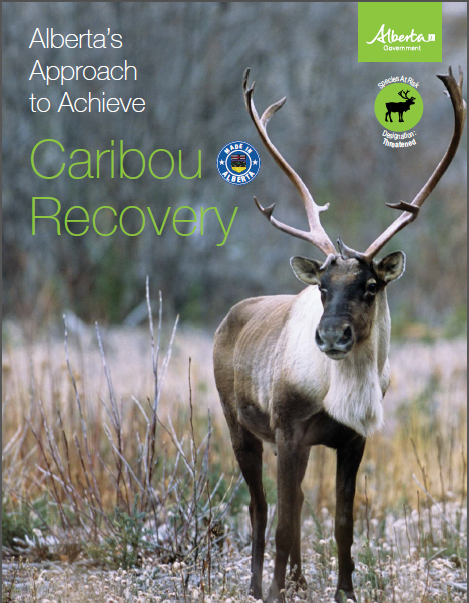 Alberta's
Approach
to Achieve
Caribou
Recovery
MADE IN
ALBERTA
Alberta
Government
Species At Risk
Designation:
Threatened